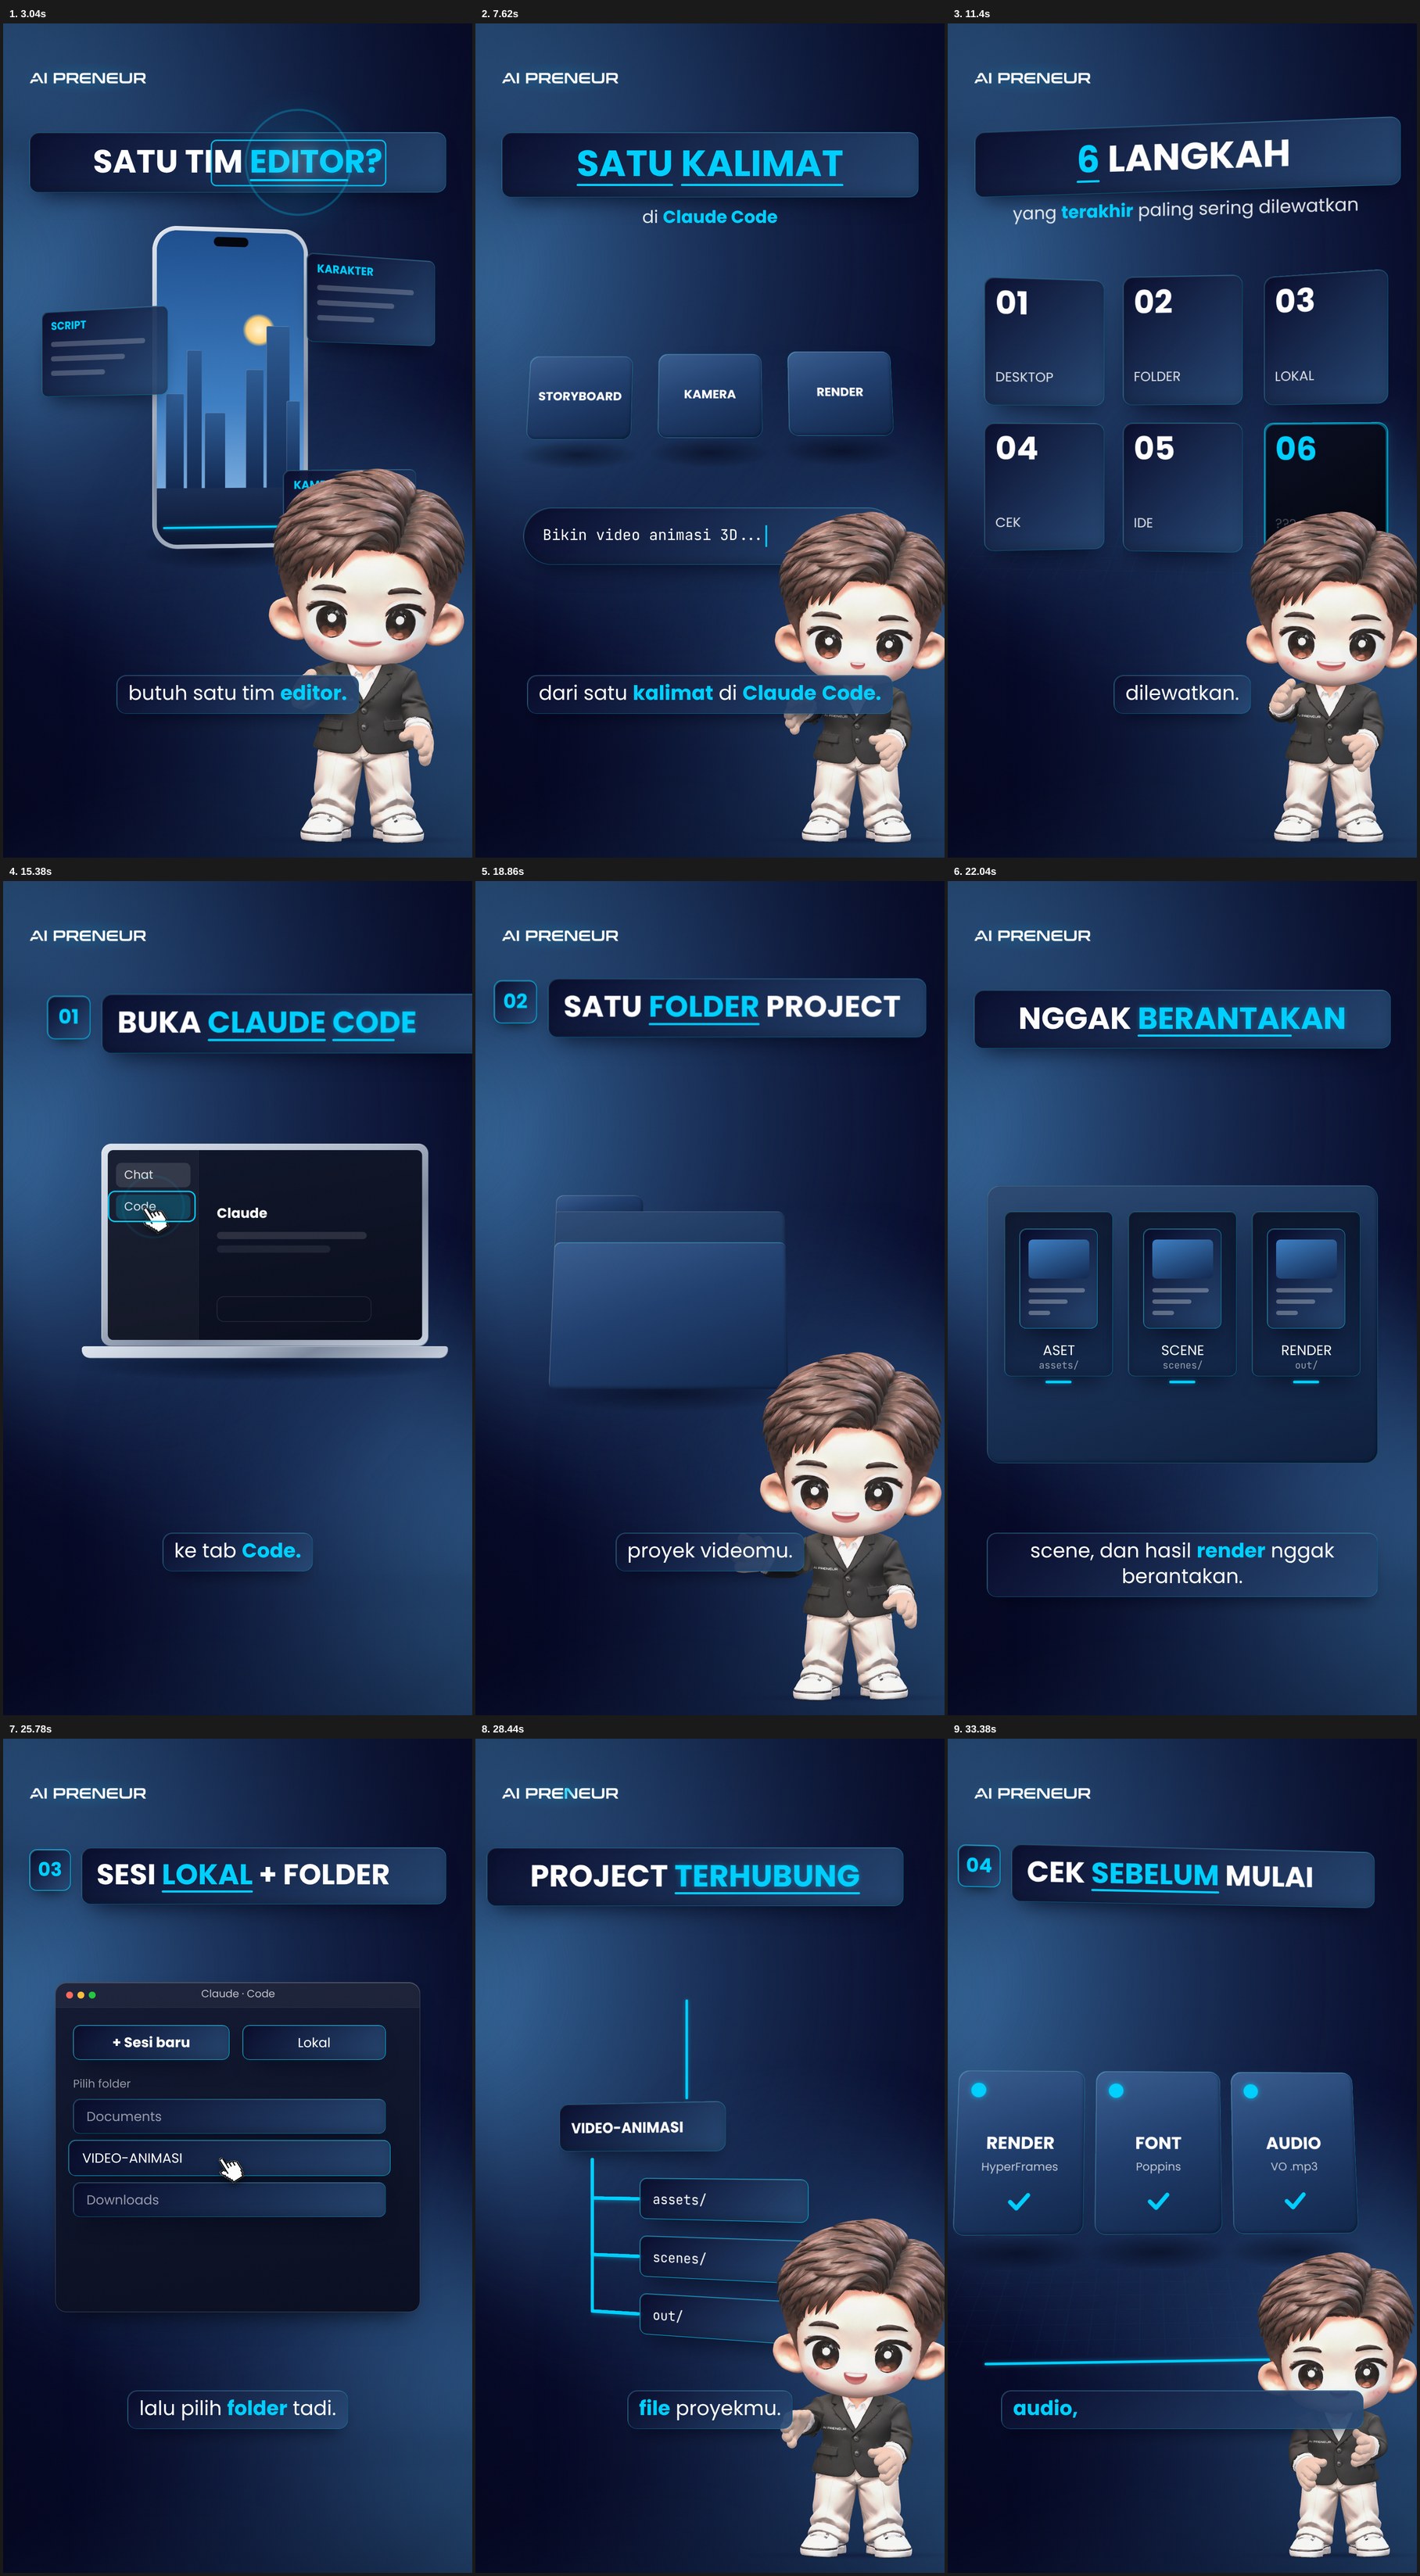 1. 3.04s
AI PRENEUR
SATU TIM EDITOR?
KARAKTER
SCRIPT
butuh satu tim editor.
2. 7.62s
AI PRENEUR
SATU KALIMAT
di Claude Code
STORYBOARD
KAMERA
RENDER
Bikin video animasi 3D...
dari satu kalimat di Claude Code.
3. 11.4s
AI PRENEUR
6 LANGKAH
yang terakhir paling sering dilewatkan
01
DESKTOP
02
FOLDER
03
LOKAL
04
CEK
05
IDE
06
dilewatkan.
4. 15.38s
AI PRENEUR
01
BUKA CLAUDE CODE
Chat
Code
Claude
ke tab Code.
5. 18.86s
AI PRENEUR
02
SATU FOLDER PROJECT
proyek videomu.
6. 22.04s
AI PRENEUR
NGGAK BERANTAKAN
ASET
assets/
SCENE
scenes/
RENDER
out/
scene, dan hasil render nggak
berantakan.
7. 25.78s
AI PRENEUR
03
SESI LOKAL + FOLDER
Claude · Code
+ Sesi baru
Lokal
Pilih folder
Documents
VIDEO-ANIMASI
Downloads
lalu pilih folder tadi.
8. 28.44s
AI PRENEUR
PROJECT TERHUBUNG
VIDEO-ANIMASI
assets/
scenes/
out/
file proyekmu.
9. 33.38s
AI PRENEUR
04
CEK SEBELUM MULAI
RENDER
HyperFrames
FONT
Poppins
AUDIO
VO .mp3
audio,